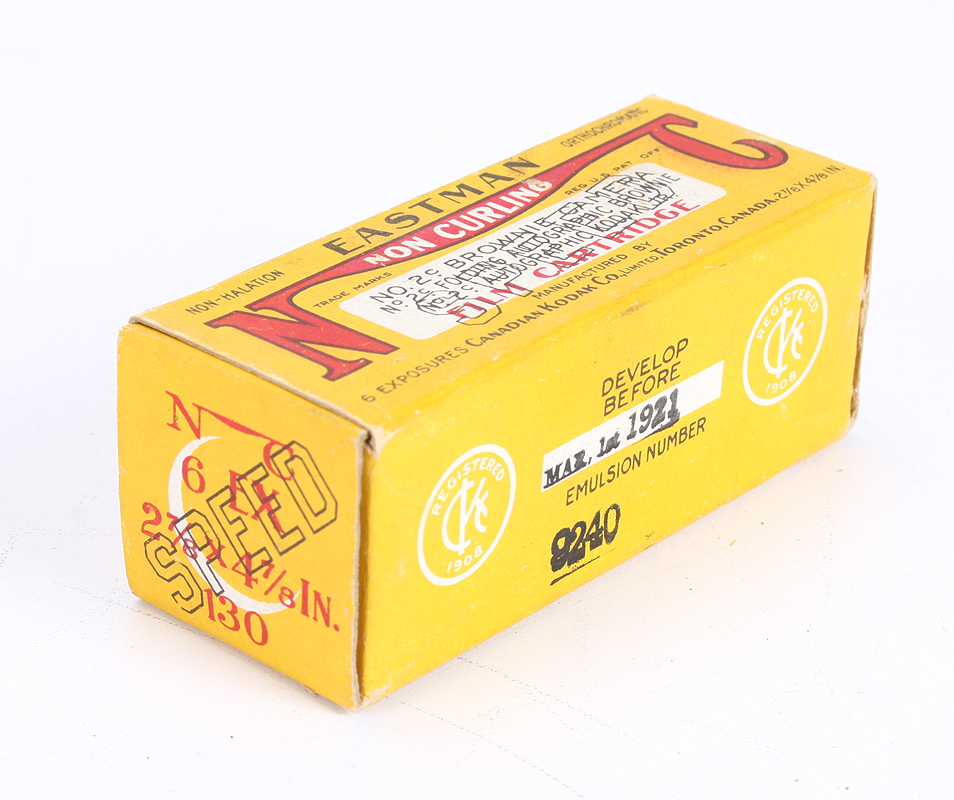 NON-HALATION
EASTMAN
ORTHOCHROMATIC
N C
NON CURLING
TRADE MARKS
REG. U.S. PAT. OFF.
No. 2C BROWNIE CAMERA
No. 2C FOLDING AUTOGRAPHIC BROWNIE
(No. 2C) AUTOGRAPHIC KODAK JR.
FILM CARTRIDGE
MANUFACTURED BY
6 EXPOSURES CANADIAN KODAK CO., LIMITED, TORONTO, CANADA. 2⅞ X 4⅞ IN.
N C
6 EX
2⅞ X 4⅞ IN.
130
SPEED
REGISTERED
CK
1908
DEVELOP
BEFORE
MAR, 1st 1921
EMULSION NUMBER
9240
REGISTERED
CK
1908